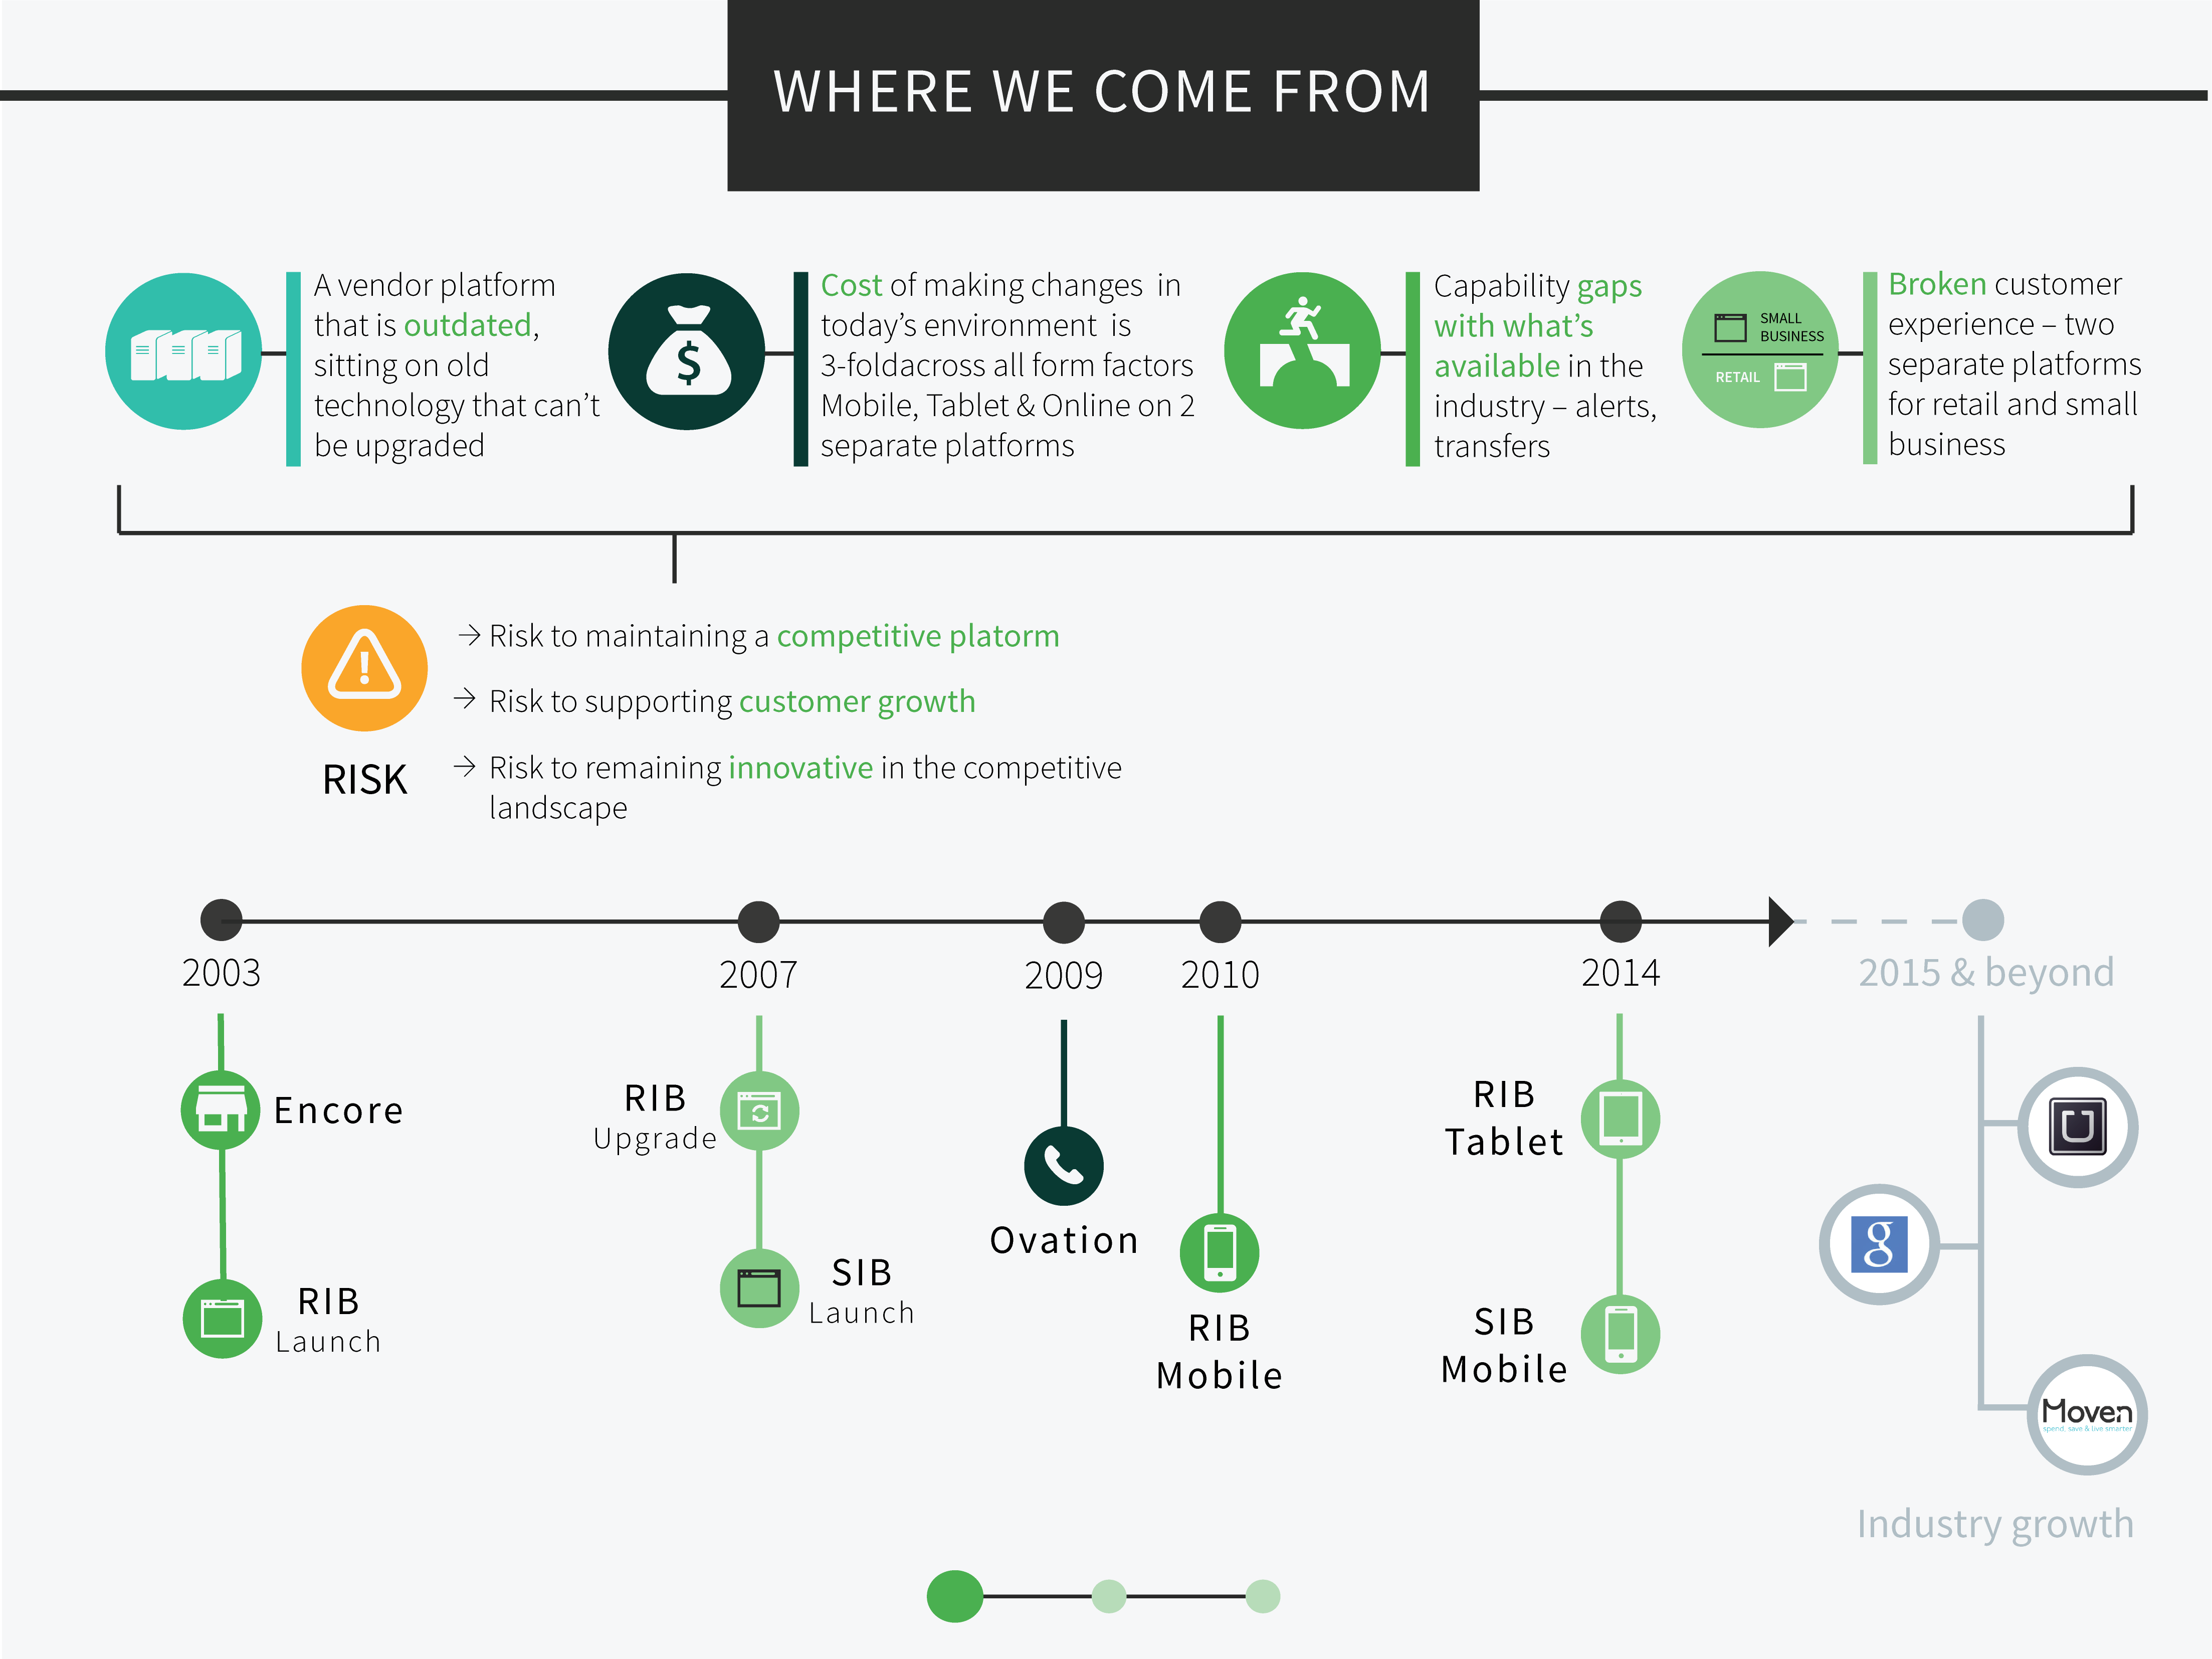 WHERE WE COME FROM
A vendor platform
that is outdated,
sitting on old
technology that can't
be upgraded
$
Cost of making changes in
today's environment is
3-foldacross all form factors
Mobile, Tablet & Online on 2
separate platforms
Capability gaps
with what's
available in the
industry – alerts,
transfers
SMALL
BUSINESS
RETAIL
Broken customer
experience – two
separate platforms
for retail and small
business
!
RISK
→ Risk to maintaining a competitive platorm
→ Risk to supporting customer growth
→ Risk to remaining innovative in the competitive
landscape
2003
2007
2009
2010
2014
2015 & beyond
Encore
RIB
Launch
RIB
Upgrade
SIB
Launch
Ovation
RIB
Mobile
RIB
Tablet
SIB
Mobile
U
g
Moven
spend, save & live smarter
Industry growth